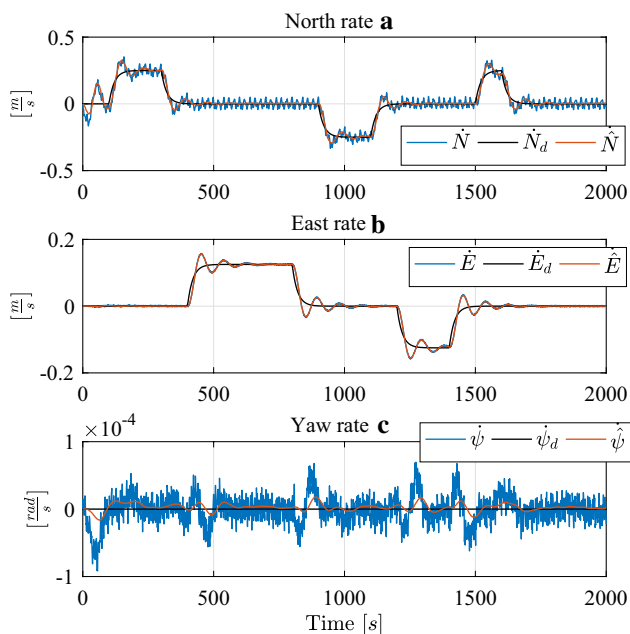 North rate a
0.5
0
-0.5
[m/s]
Ṅ Ṅ_d N̂̇
0 500 1000 1500 2000
East rate b
0.2
0
-0.2
[m/s]
Ė Ė_d Ê̇
0 500 1000 1500 2000
×10⁻⁴ Yaw rate c
1
0
-1
[rad/s]
ψ̇ ψ̇_d ψ̂̇
0 500 1000 1500 2000
Time [s]